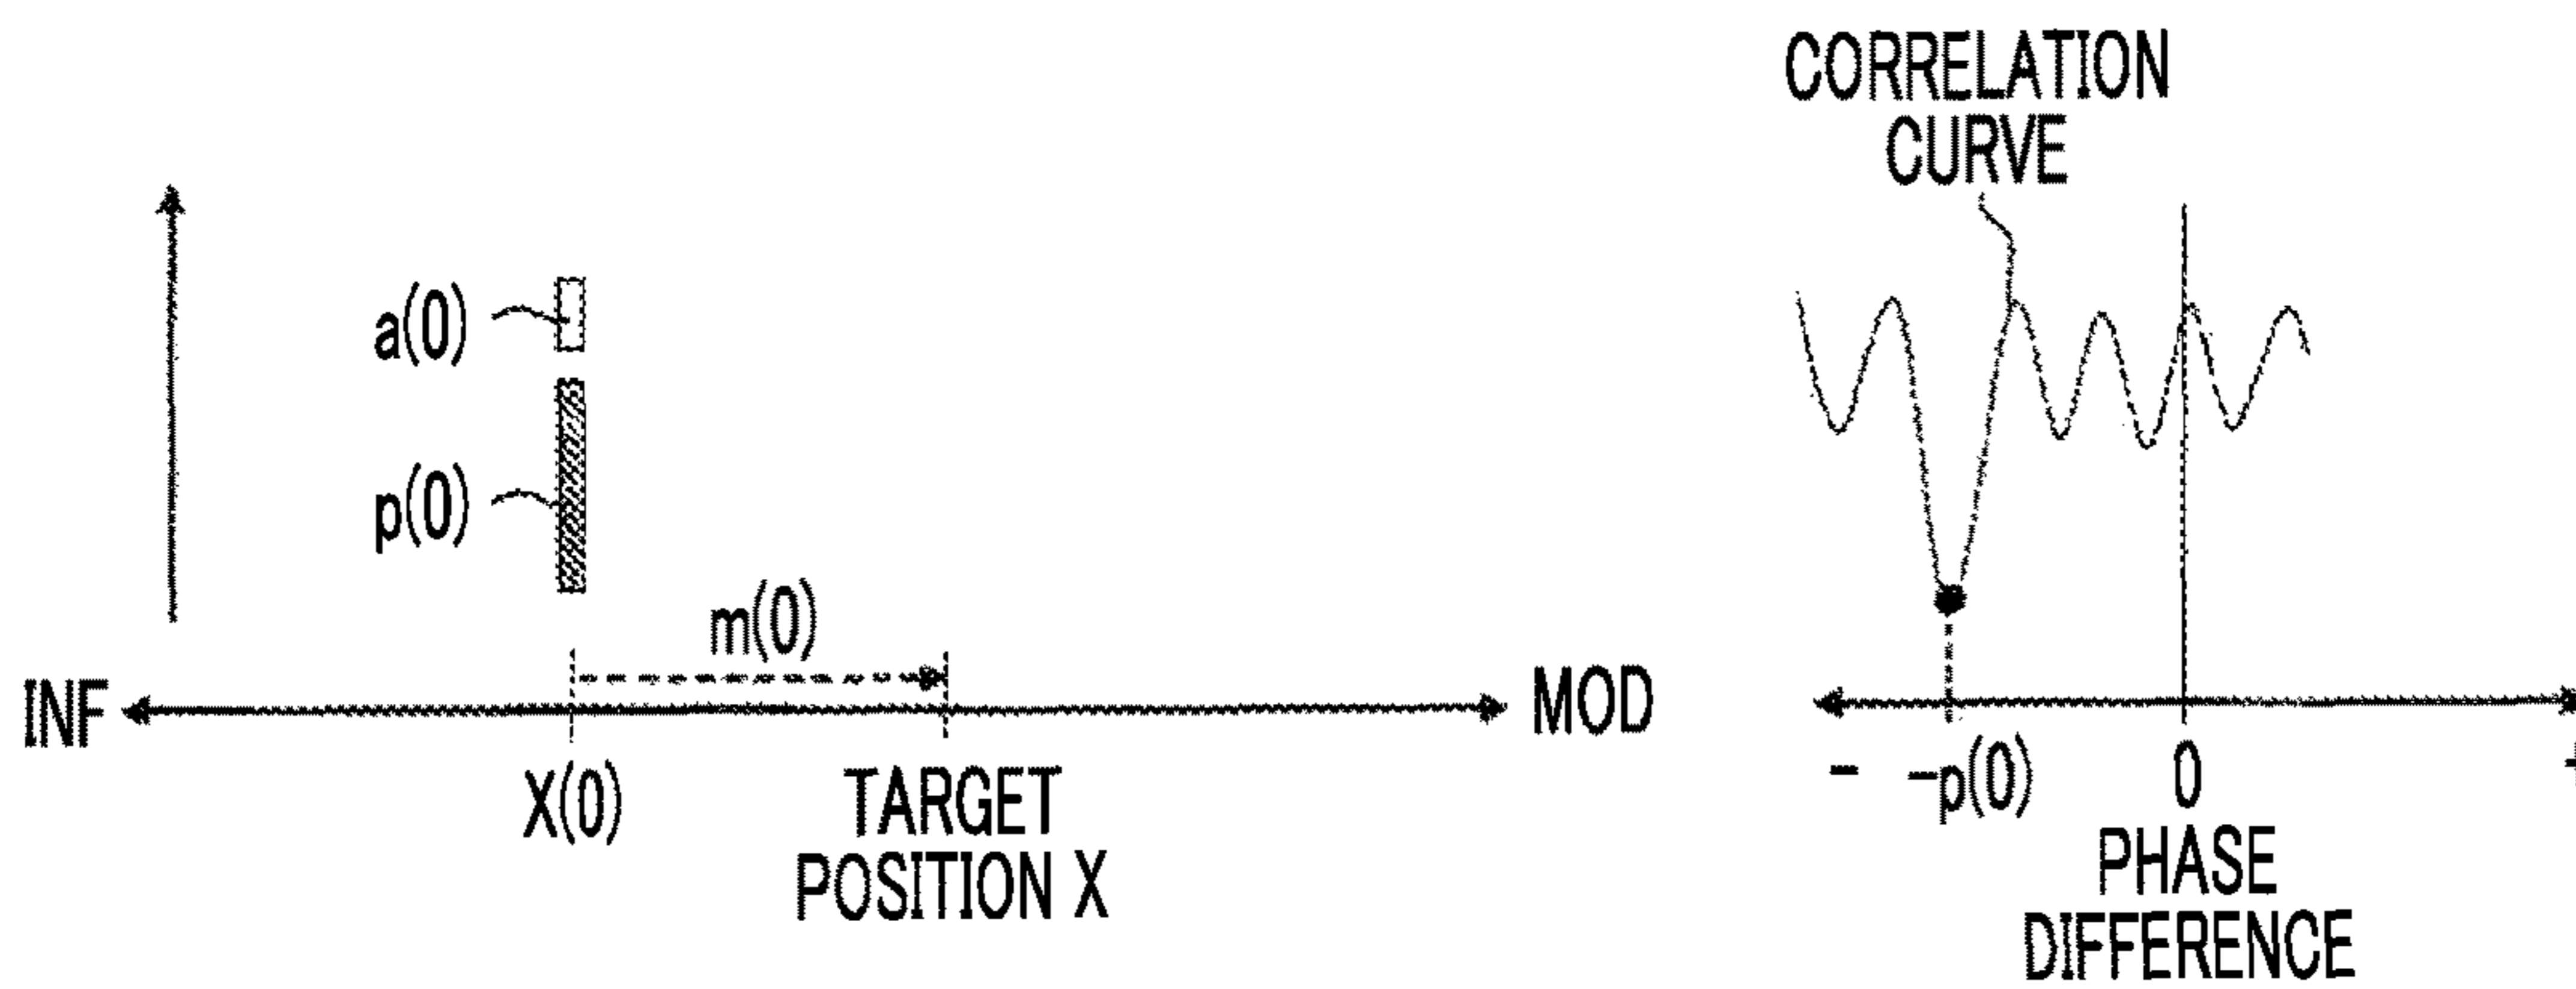 CORRELATION
CURVE
a(0)
p(0)
m(0)
INF
MOD
X(0)
TARGET
POSITION X
-
-p(0)
0
+
PHASE
DIFFERENCE